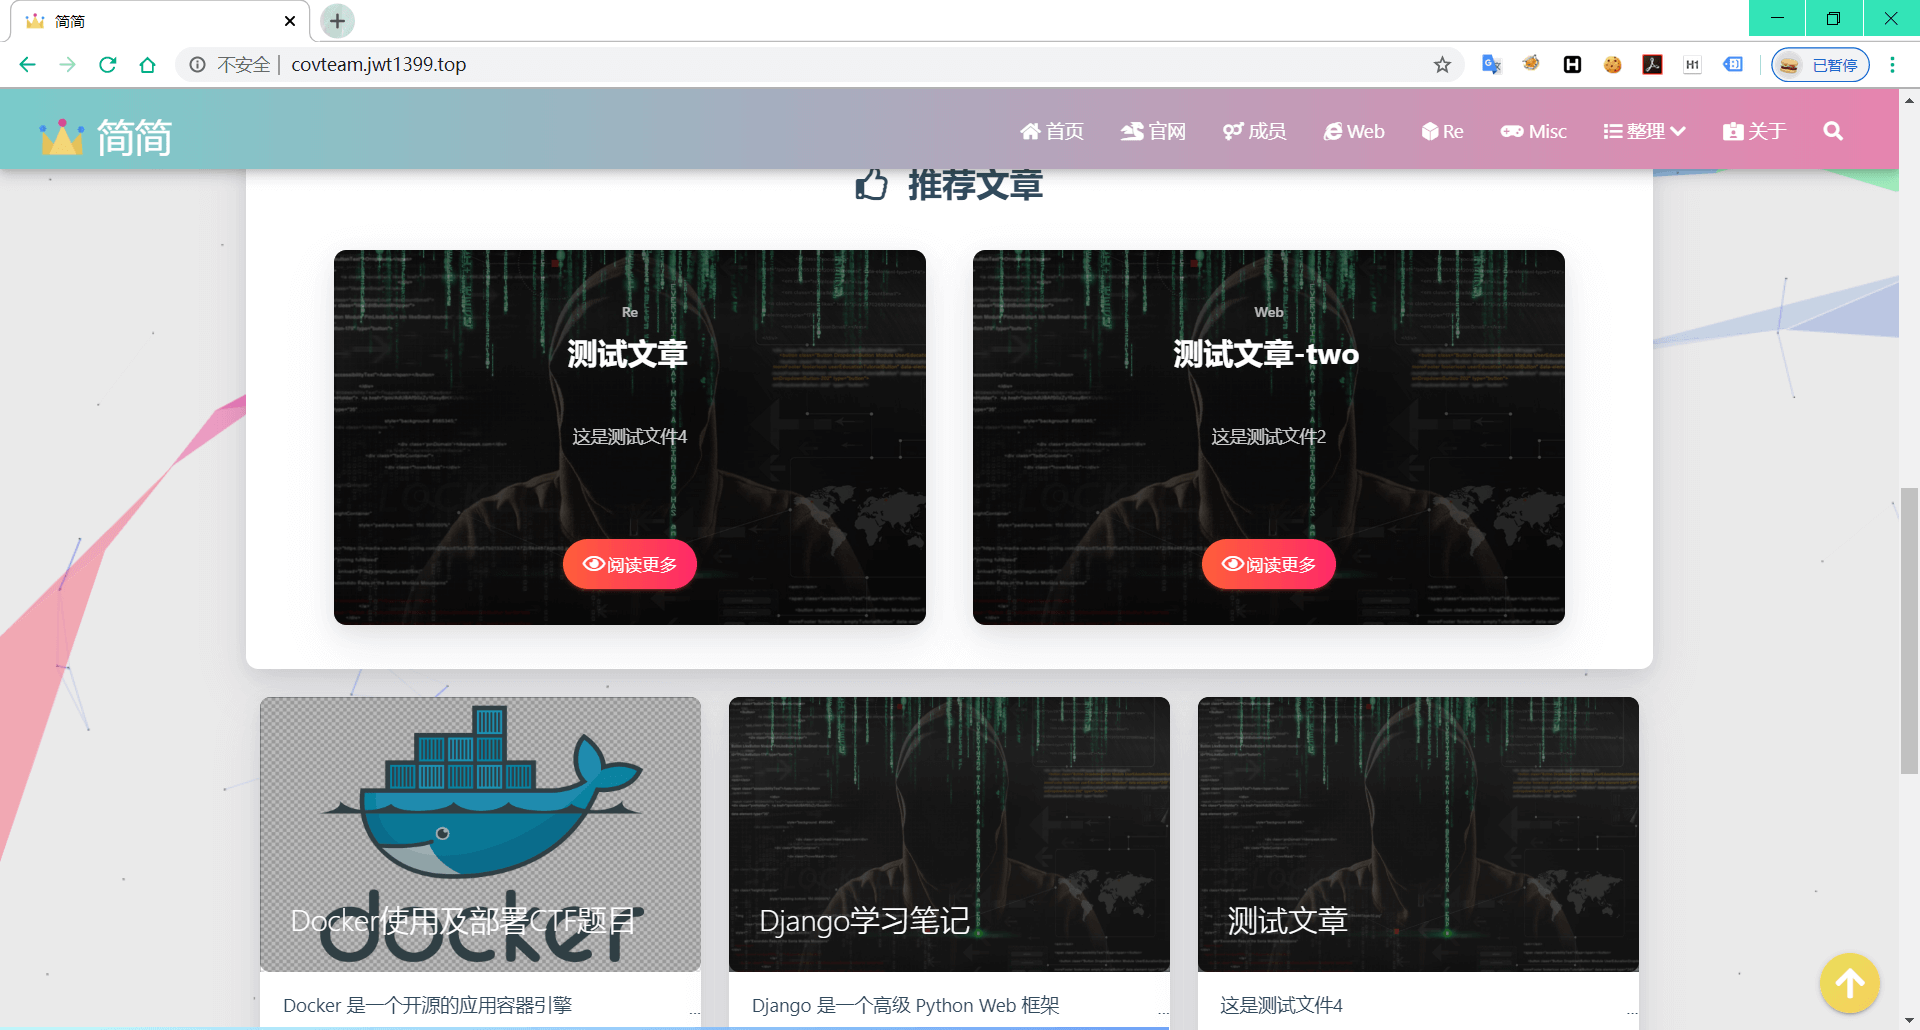 简简
不安全
covteam.jwt1399.top
H1
已暂停
简简
首页
官网
成员
Web
Re
Misc
整理
关于
推荐文章
Re
测试文章
这是测试文件4
阅读更多
Web
测试文章-two
这是测试文件2
阅读更多
docker
Docker使用及部署CTF题目
Django学习笔记
测试文章
Docker 是一个开源的应用容器引擎
...
Django 是一个高级 Python Web 框架
...
这是测试文件4
...